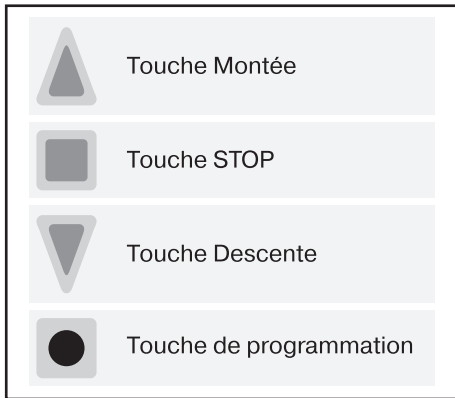 Touche Montée
Touche STOP
Touche Descente
Touche de programmation